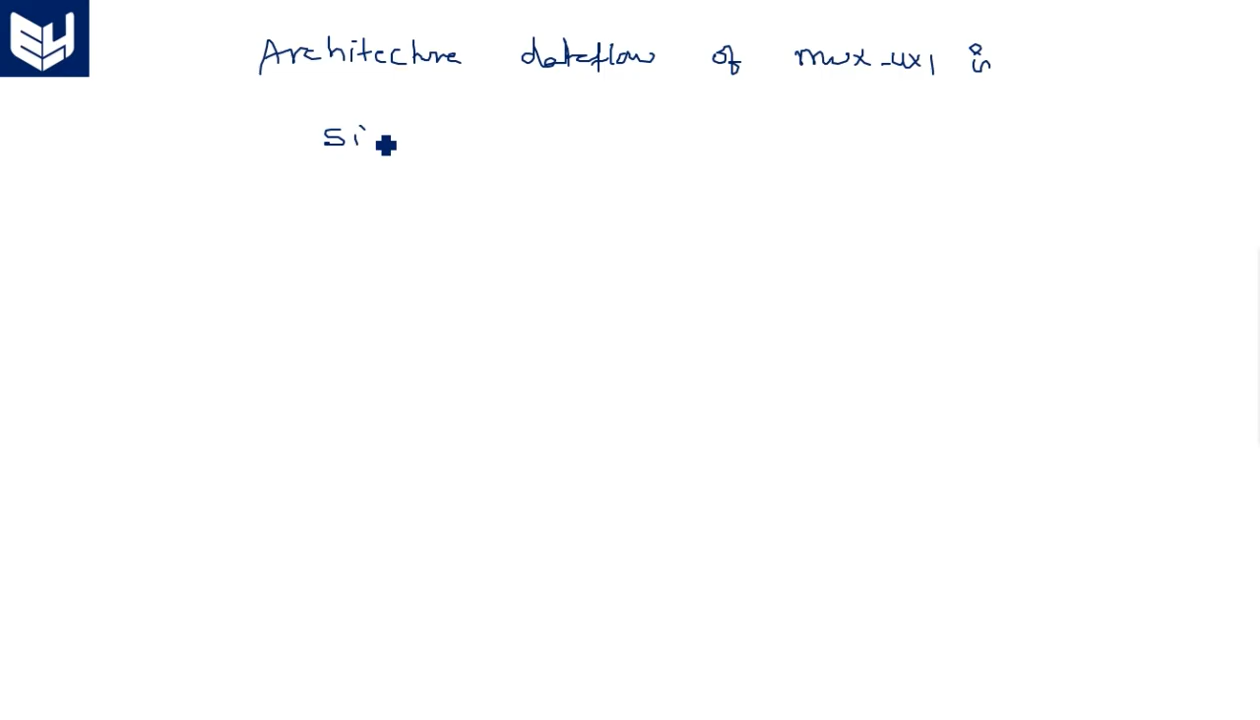 Architecture dataflow of mux_4x1 is
Si